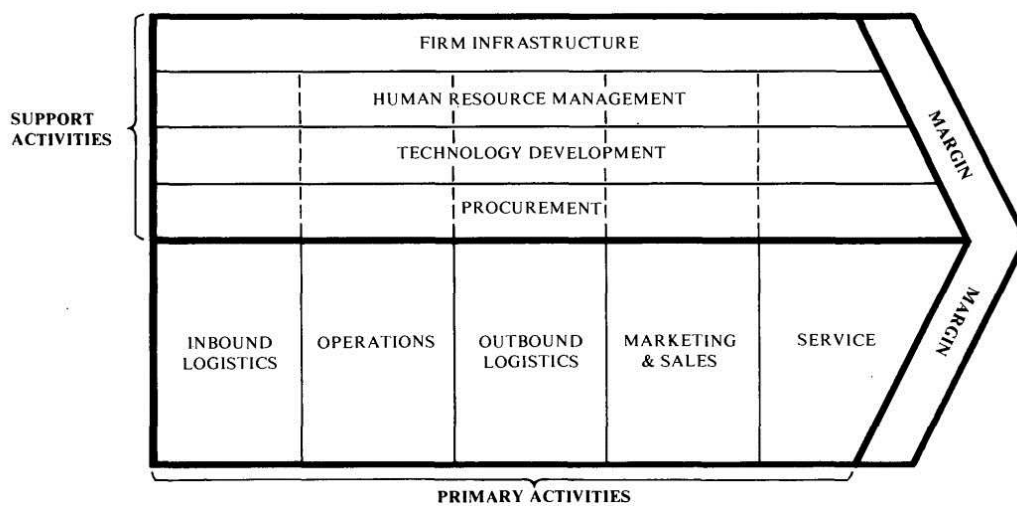 FIRM INFRASTRUCTURE
HUMAN RESOURCE MANAGEMENT
SUPPORT
ACTIVITIES
TECHNOLOGY DEVELOPMENT
PROCUREMENT
MARGIN
INBOUND
LOGISTICS
OPERATIONS
OUTBOUND
LOGISTICS
MARKETING
& SALES
SERVICE
MARGIN
PRIMARY ACTIVITIES